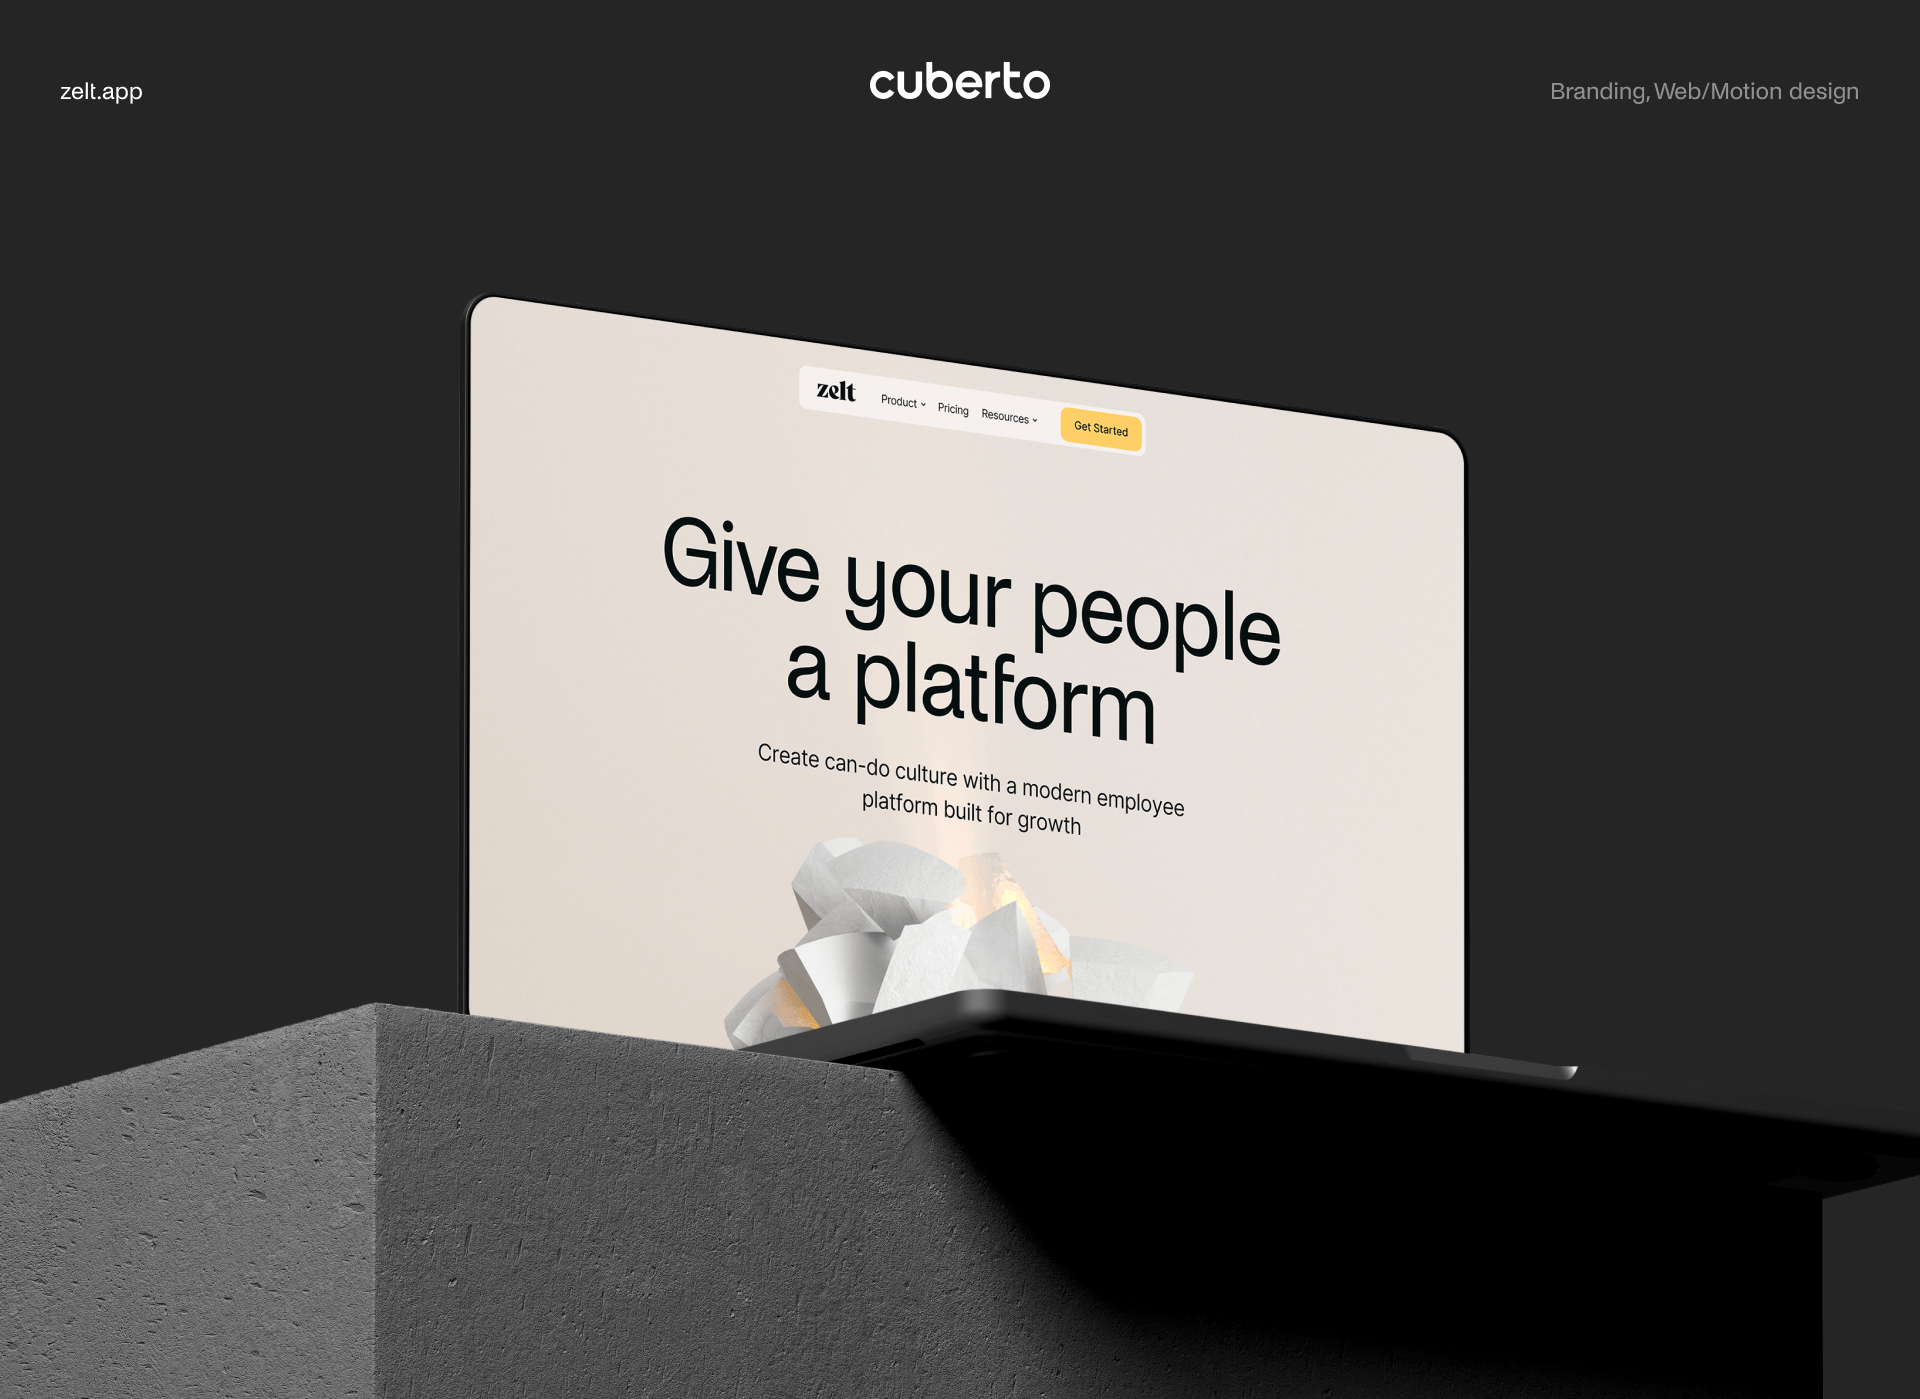 zelt.app
cuberto
Branding, Web/Motion design
zelt
Product
Pricing
Resources
Get Started
Give your people
a platform
Create can-do culture with a modern employee
platform built for growth